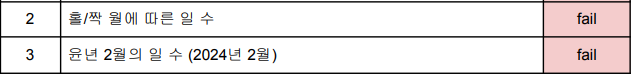 2 홀/짝 월에 따른 일 수 fail
3 윤년 2월의 일 수 (2024년 2월) fail